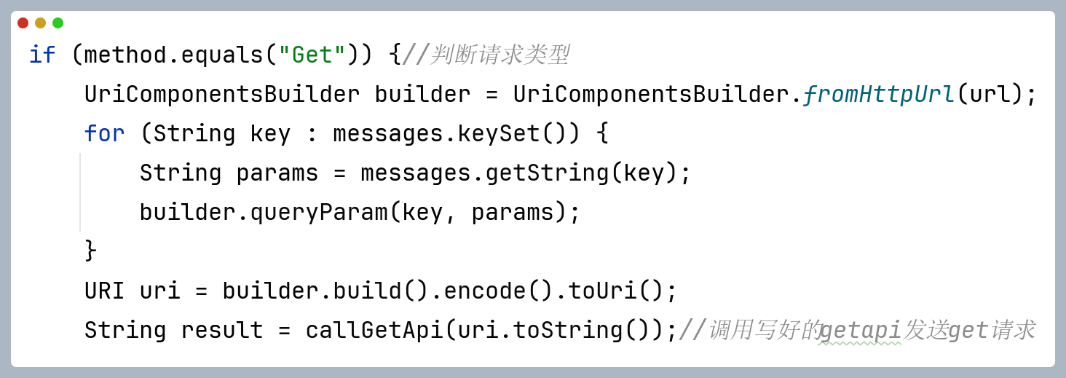 if (method.equals("Get")) {//判断请求类型
UriComponentsBuilder builder = UriComponentsBuilder.fromHttpUrl(url);
for (String key : messages.keySet()) {
String params = messages.getString(key);
builder.queryParam(key, params);
}
URI uri = builder.build().encode().toUri();
String result = callGetApi(uri.toString());//调用写好的getapi发送get请求